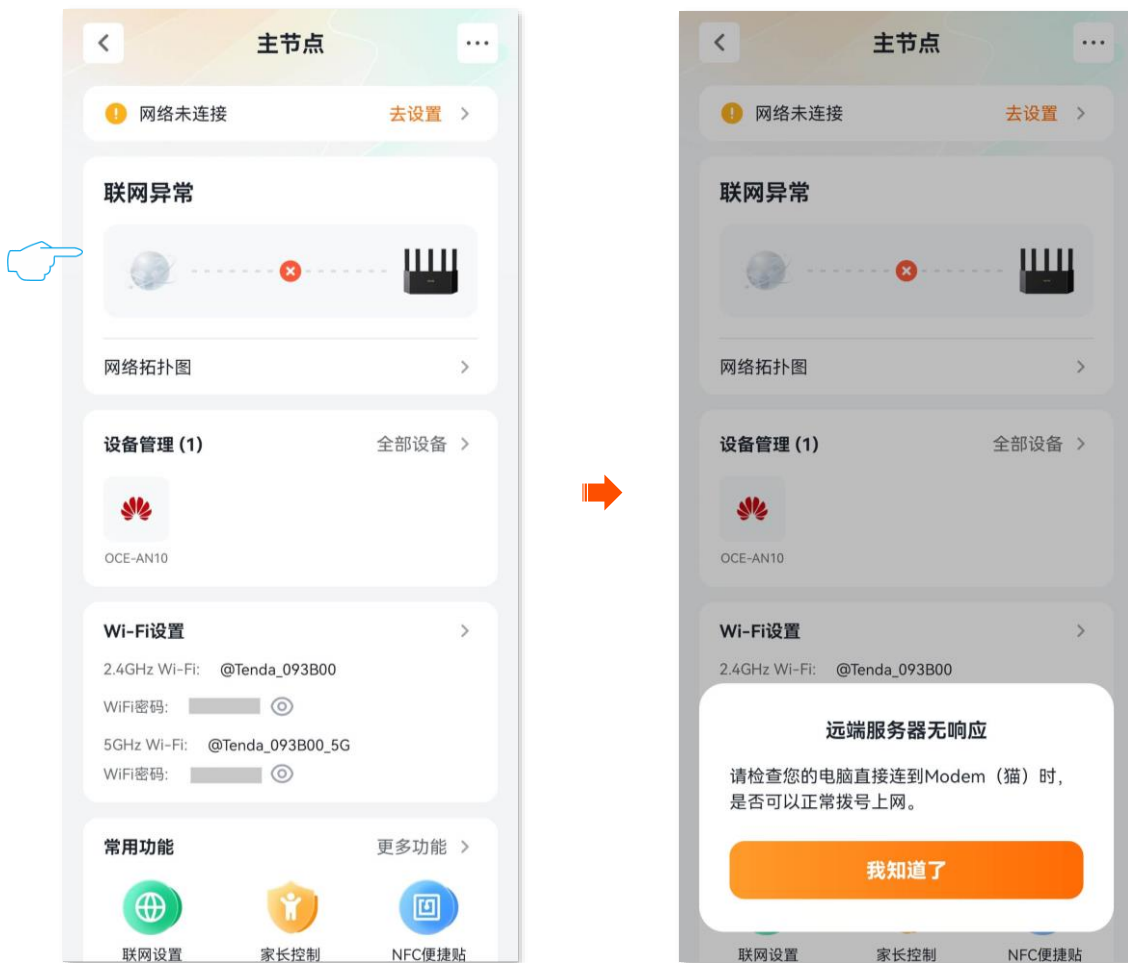 主节点
网络未连接 去设置
联网异常
网络拓扑图
设备管理 (1) 全部设备
OCE-AN10
Wi-Fi设置
2.4GHz Wi-Fi: @Tenda_093B00
WiFi密码:
5GHz Wi-Fi: @Tenda_093B00_5G
WiFi密码:
常用功能 更多功能
联网设置 家长控制 NFC便捷贴
主节点
网络未连接 去设置
联网异常
网络拓扑图
设备管理 (1) 全部设备
OCE-AN10
Wi-Fi设置
2.4GHz Wi-Fi: @Tenda_093B00
远端服务器无响应
请检查您的电脑直接连到Modem（猫）时，
是否可以正常拨号上网。
我知道了
联网设置 家长控制 NFC便捷贴